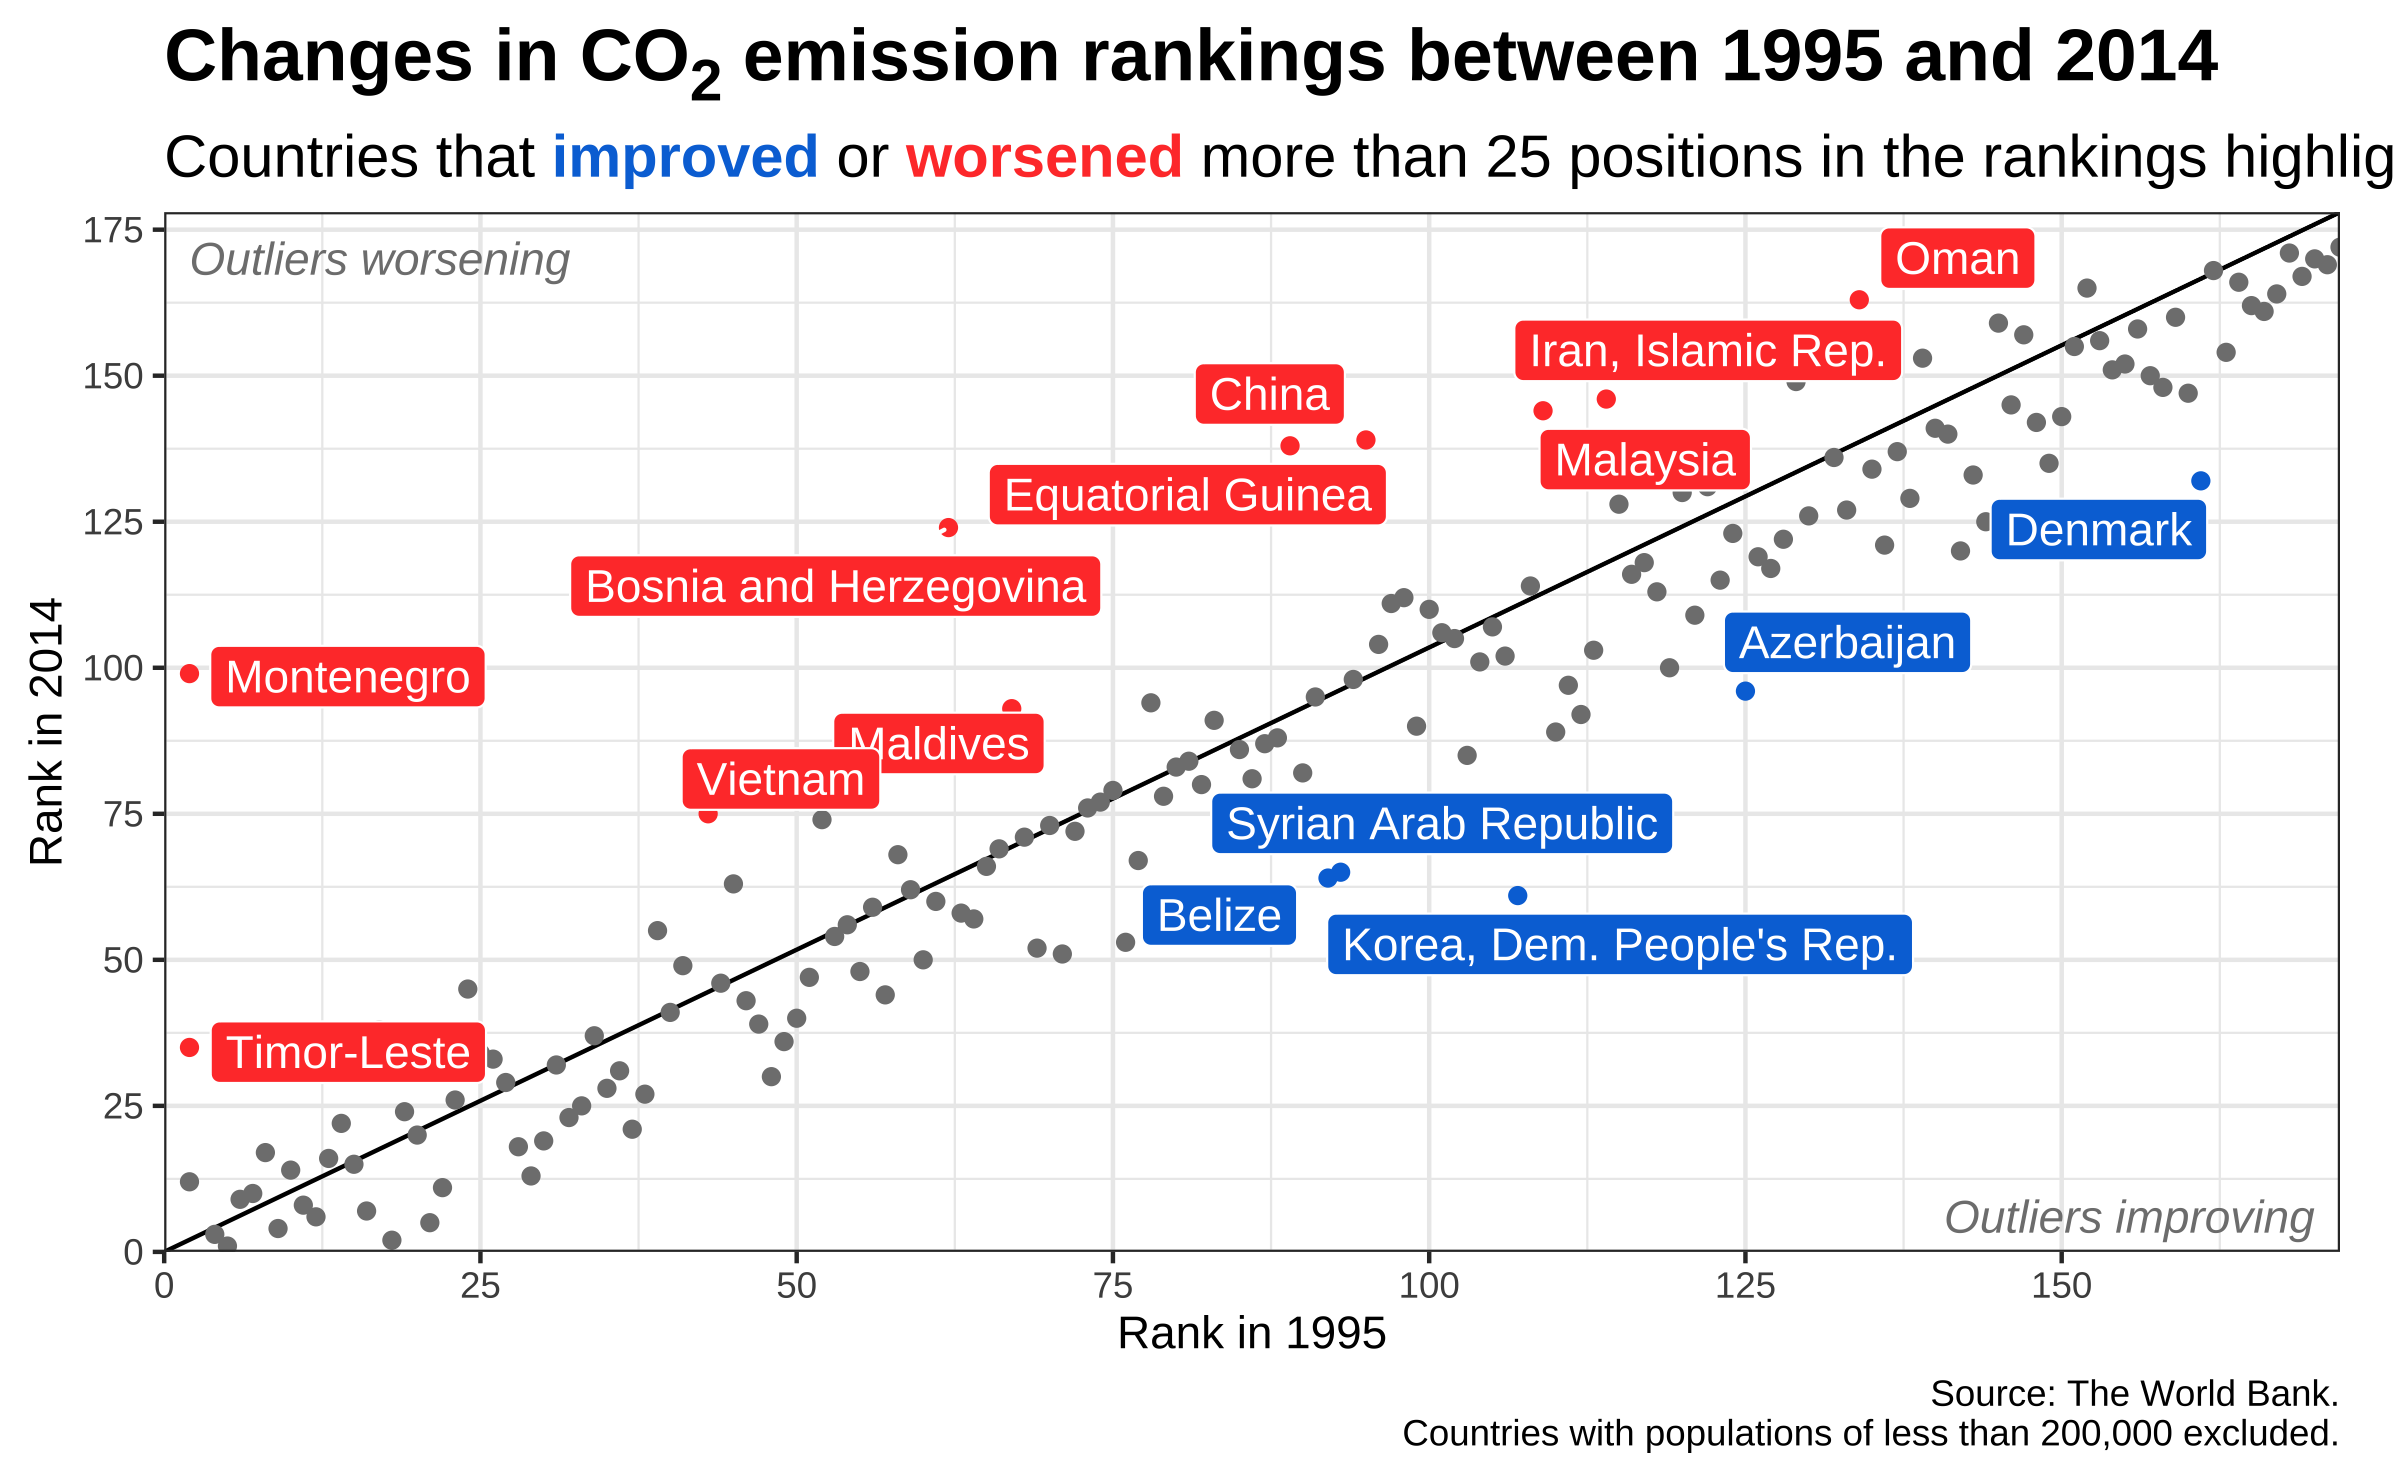 Changes in CO₂ emission rankings between 1995 and 2014
Countries that improved or worsened more than 25 positions in the rankings highlig
175
150
125
100
75
50
25
0
Rank in 2014
Outliers worsening
Oman
Iran, Islamic Rep.
China
Malaysia
Equatorial Guinea
Denmark
Bosnia and Herzegovina
Azerbaijan
Montenegro
Maldives
Vietnam
Syrian Arab Republic
Belize
Korea, Dem. People's Rep.
Timor-Leste
Outliers improving
0 25 50 75 100 125 150
Rank in 1995
Source: The World Bank.
Countries with populations of less than 200,000 excluded.